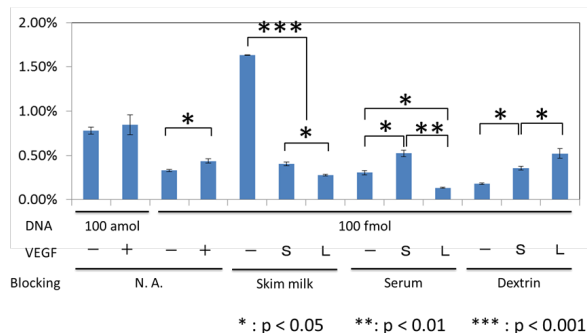 2.00%
***
1.50%
*
1.00%
* * * ** * *
0.50%
0.00%
DNA 100 amol 100 fmol
VEGF − + − + − S L − S L − S L
Blocking N. A. Skim milk Serum Dextrin
* : p < 0.05 **: p < 0.01 *** : p < 0.001